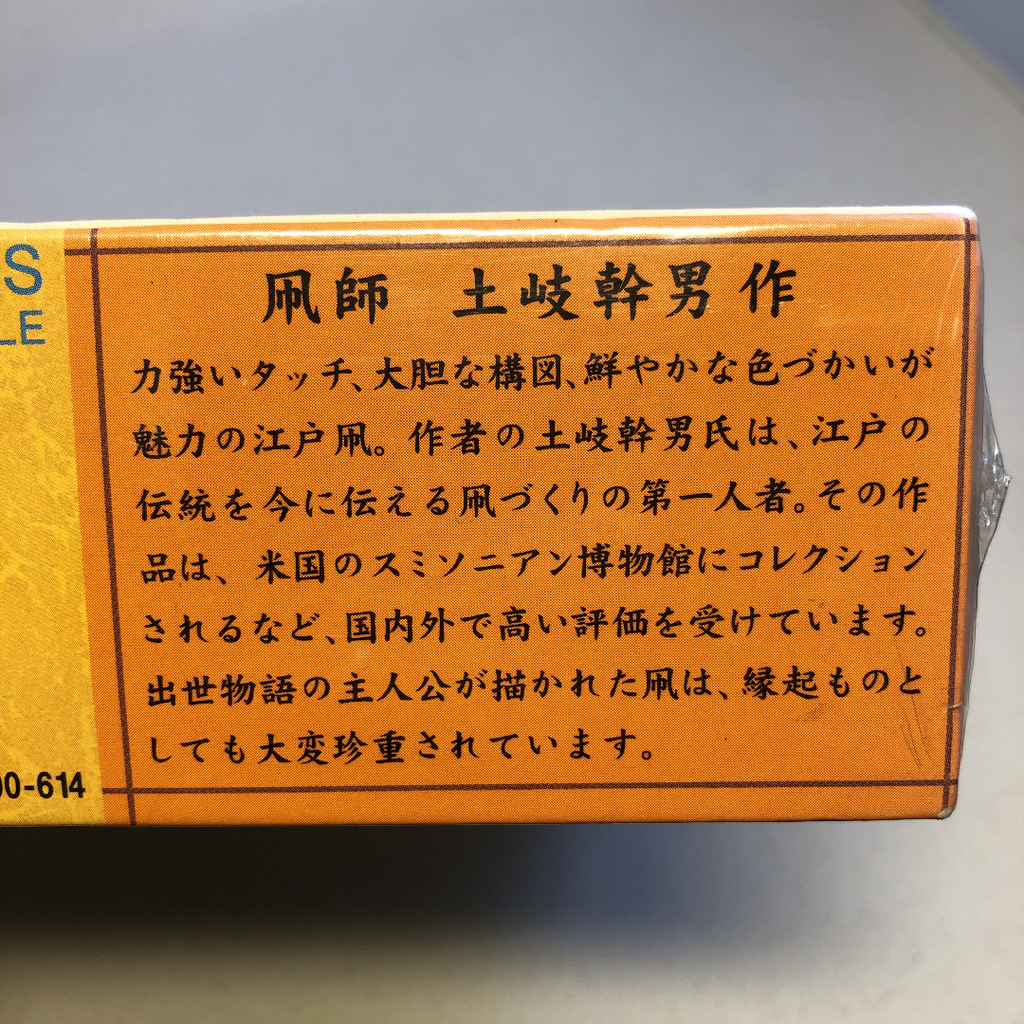 S
LE
00-614
凧師 土岐幹男作
力強いタッチ、大胆な構図、鮮やかな色づかいが
魅力の江戸凧。作者の土岐幹男氏は、江戸の
伝統を今に伝える凧づくりの第一人者。その作
品は、米国のスミソニアン博物館にコレクション
されるなど、国内外で高い評価を受けています。
出世物語の主人公が描かれた凧は、縁起ものと
しても大変珍重されています。